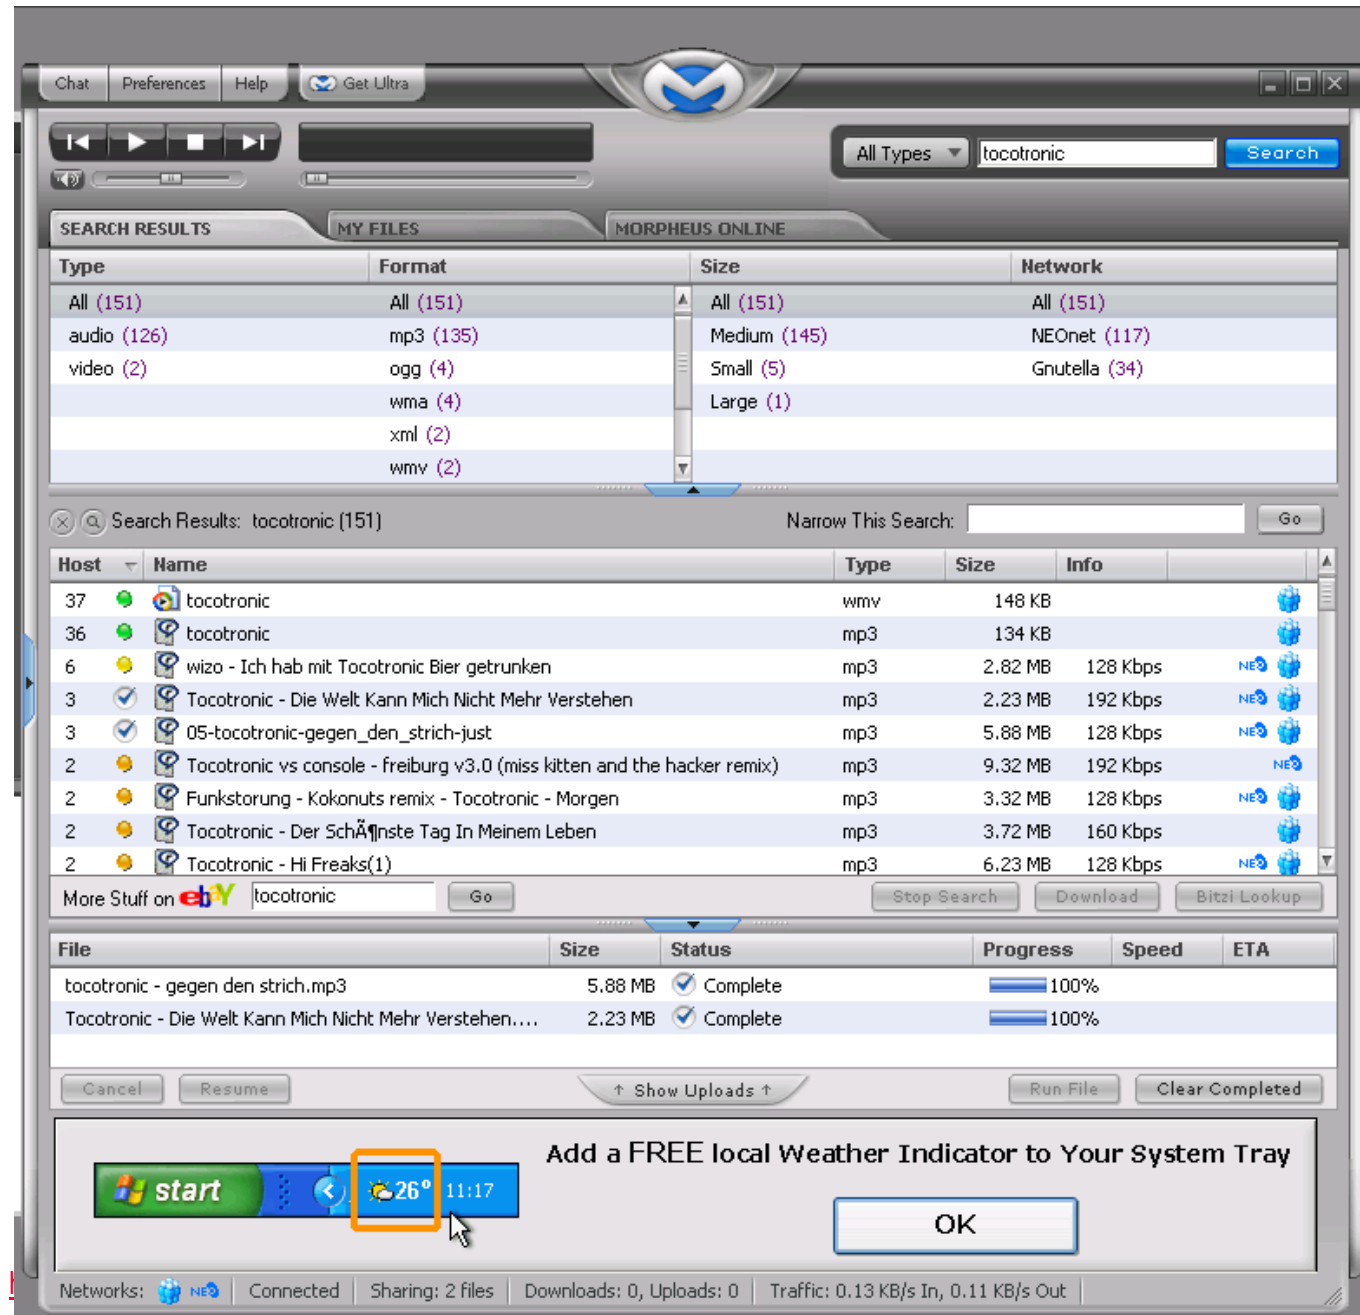 Chat Preferences Help Get Ultra
All Types tocotronic Search
SEARCH RESULTS MY FILES MORPHEUS ONLINE
Type Format Size Network
All (151) All (151) All (151) All (151)
audio (126) mp3 (135) Medium (145) NEOnet (117)
video (2) ogg (4) Small (5) Gnutella (34)
wma (4) Large (1)
xml (2)
wmv (2)
Search Results: tocotronic (151) Narrow This Search: Go
Host Name Type Size Info
37 tocotronic wmv 148 KB
36 tocotronic mp3 134 KB
6 wizo - Ich hab mit Tocotronic Bier getrunken mp3 2.82 MB 128 Kbps NEO
3 Tocotronic - Die Welt Kann Mich Nicht Mehr Verstehen mp3 2.23 MB 192 Kbps NEO
3 05-tocotronic-gegen_den_strich-just mp3 5.88 MB 128 Kbps NEO
2 Tocotronic vs console - freiburg v3.0 (miss kitten and the hacker remix) mp3 9.32 MB 192 Kbps NEO
2 Funkstorung - Kokonuts remix - Tocotronic - Morgen mp3 3.32 MB 128 Kbps NEO
2 Tocotronic - Der SchÃ¶nste Tag In Meinem Leben mp3 3.72 MB 160 Kbps
2 Tocotronic - Hi Freaks(1) mp3 6.23 MB 128 Kbps NEO
More Stuff on ebY tocotronic Go Stop Search Download Bitzi Lookup
File Size Status Progress Speed ETA
tocotronic - gegen den strich.mp3 5.88 MB Complete 100%
Tocotronic - Die Welt Kann Mich Nicht Mehr Verstehen.... 2.23 MB Complete 100%
Cancel Resume ↑ Show Uploads ↑ Run File Clear Completed
Add a FREE local Weather Indicator to Your System Tray
start 26° 11:17
OK
Networks: NEO Connected Sharing: 2 files Downloads: 0, Uploads: 0 Traffic: 0.13 KB/s In, 0.11 KB/s Out